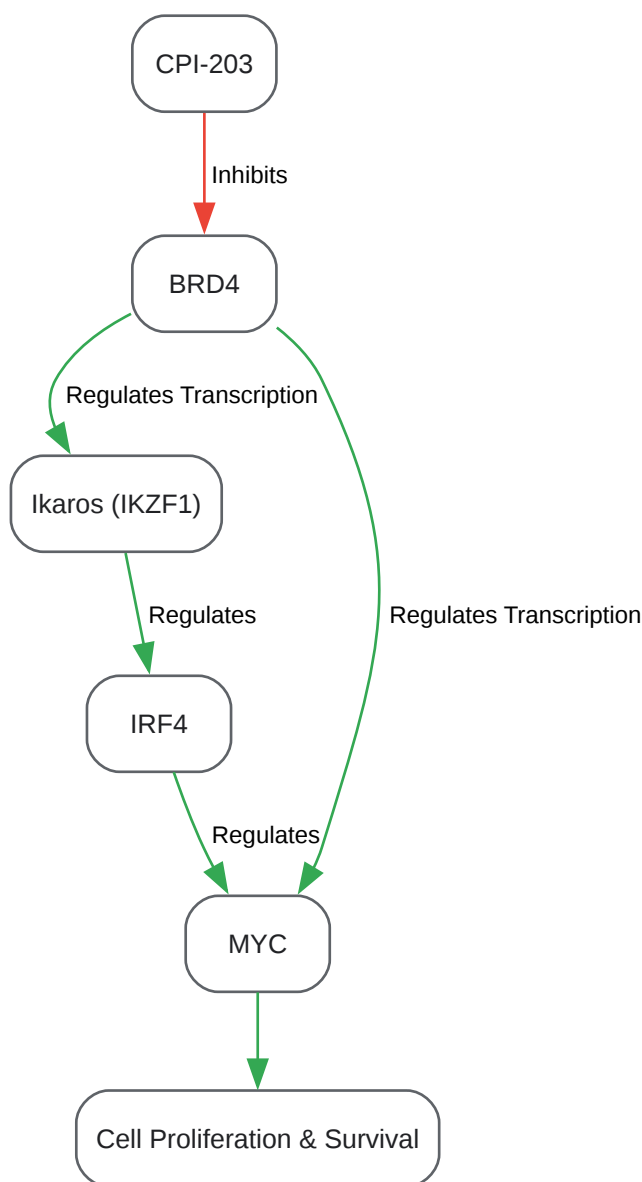 CPI-203
Inhibits
BRD4
Regulates Transcription
Ikaros (IKZF1)
Regulates
Regulates Transcription
IRF4
Regulates
MYC
Cell Proliferation & Survival